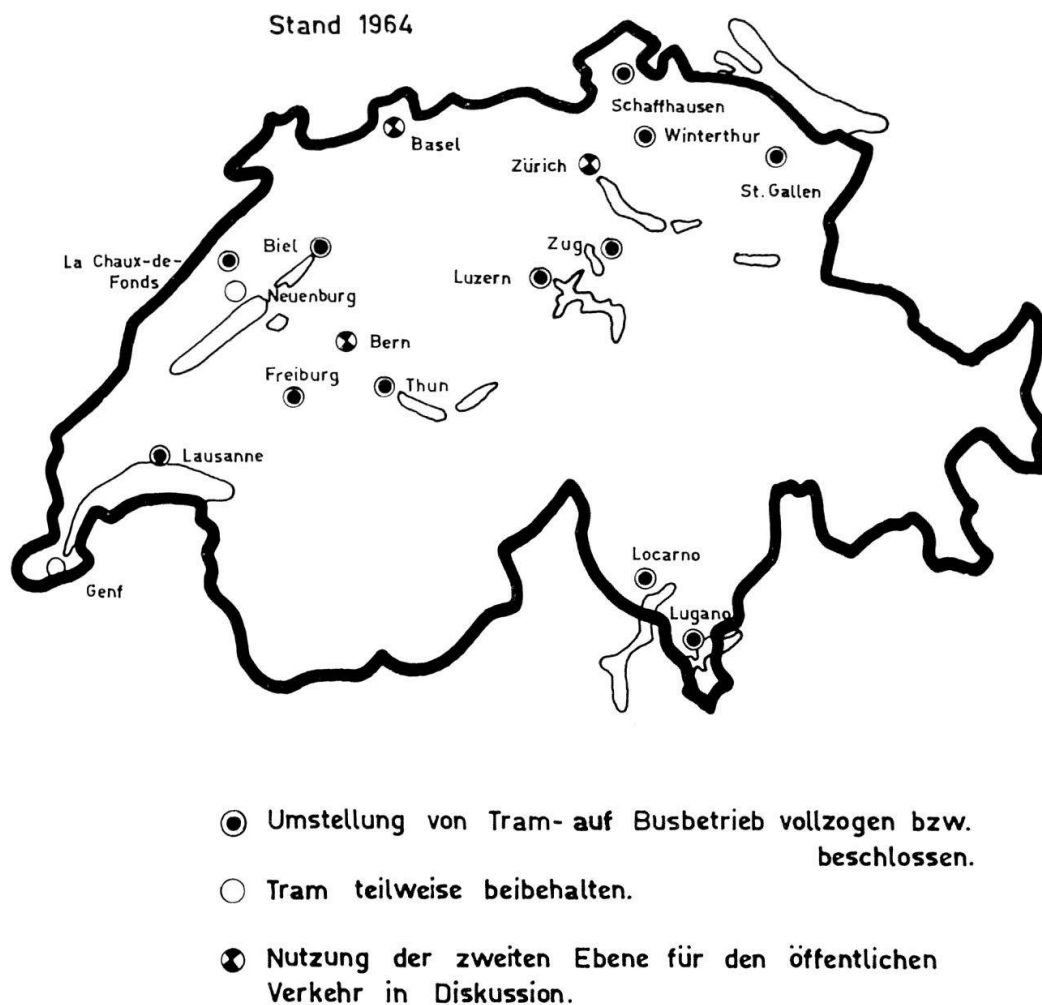 Stand 1964
Schaffhausen
Basel
Winterthur
Zürich
St. Gallen
La Chaux-de-
Fonds
Biel
Zug
Luzern
Neuenburg
Bern
Freiburg
Thun
Lausanne
Genf
Locarno
Lugano
Umstellung von Tram- auf Busbetrieb vollzogen bzw.
beschlossen.
Tram teilweise beibehalten.
Nutzung der zweiten Ebene für den öffentlichen
Verkehr in Diskussion.